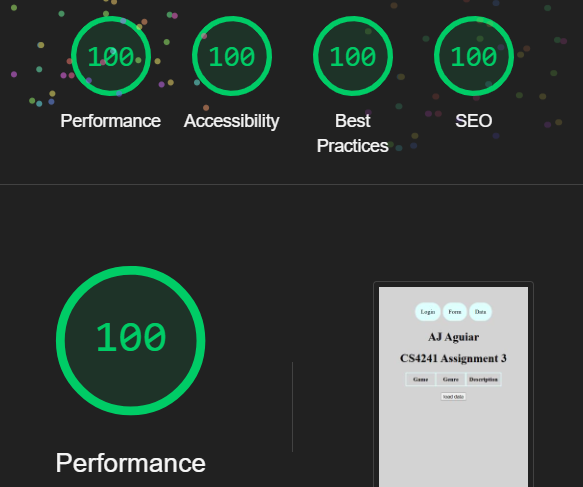 100 100 100 100
Performance Accessibility Best Practices SEO
100
Performance
Login Form Data
AJ Aguiar
CS4241 Assignment 3
Game Genre Description
load data